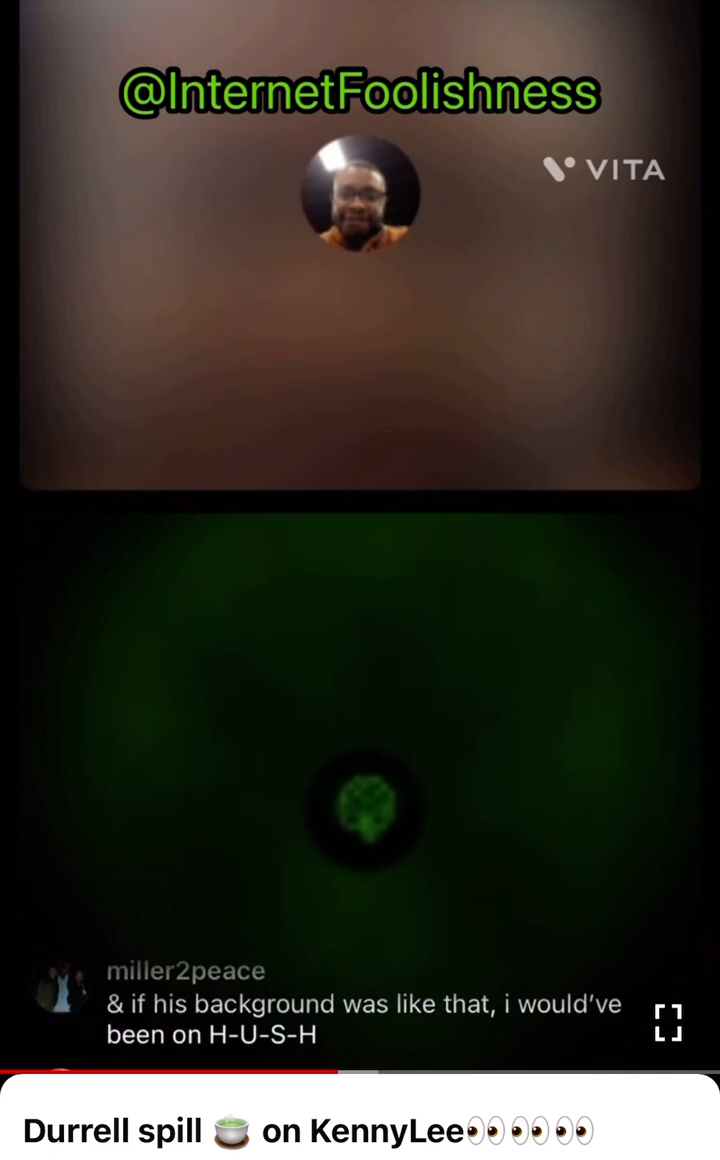 @InternetFoolishness
VITA
miller2peace
& if his background was like that, i would’ve
been on H-U-S-H
Durrell spill 🍵 on KennyLee👀👀👀